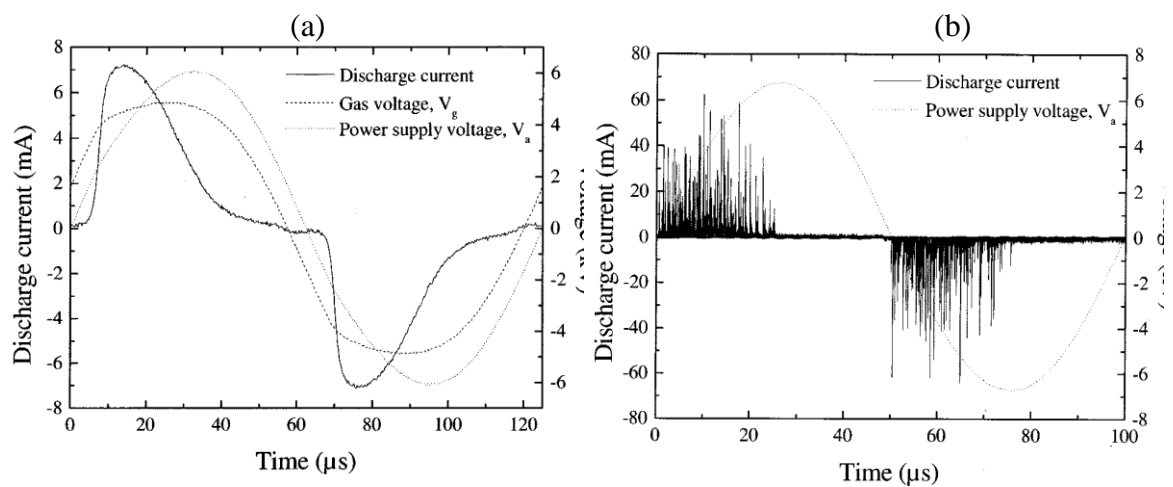 (a)
Discharge current (mA)
8
6
4
2
0
-2
-4
-6
-8
Discharge current
Gas voltage, V_g
Power supply voltage, V_a
6
4
2
0
-2
-4
-6
0 20 40 60 80 100 120
Time (µs)
(b)
Discharge current (mA)
80
60
40
20
0
-20
-40
-60
-80
Discharge current
Power supply voltage, V_a
8
6
4
2
0
-2
-4
-6
-8
0 20 40 60 80 100
Time (µs)